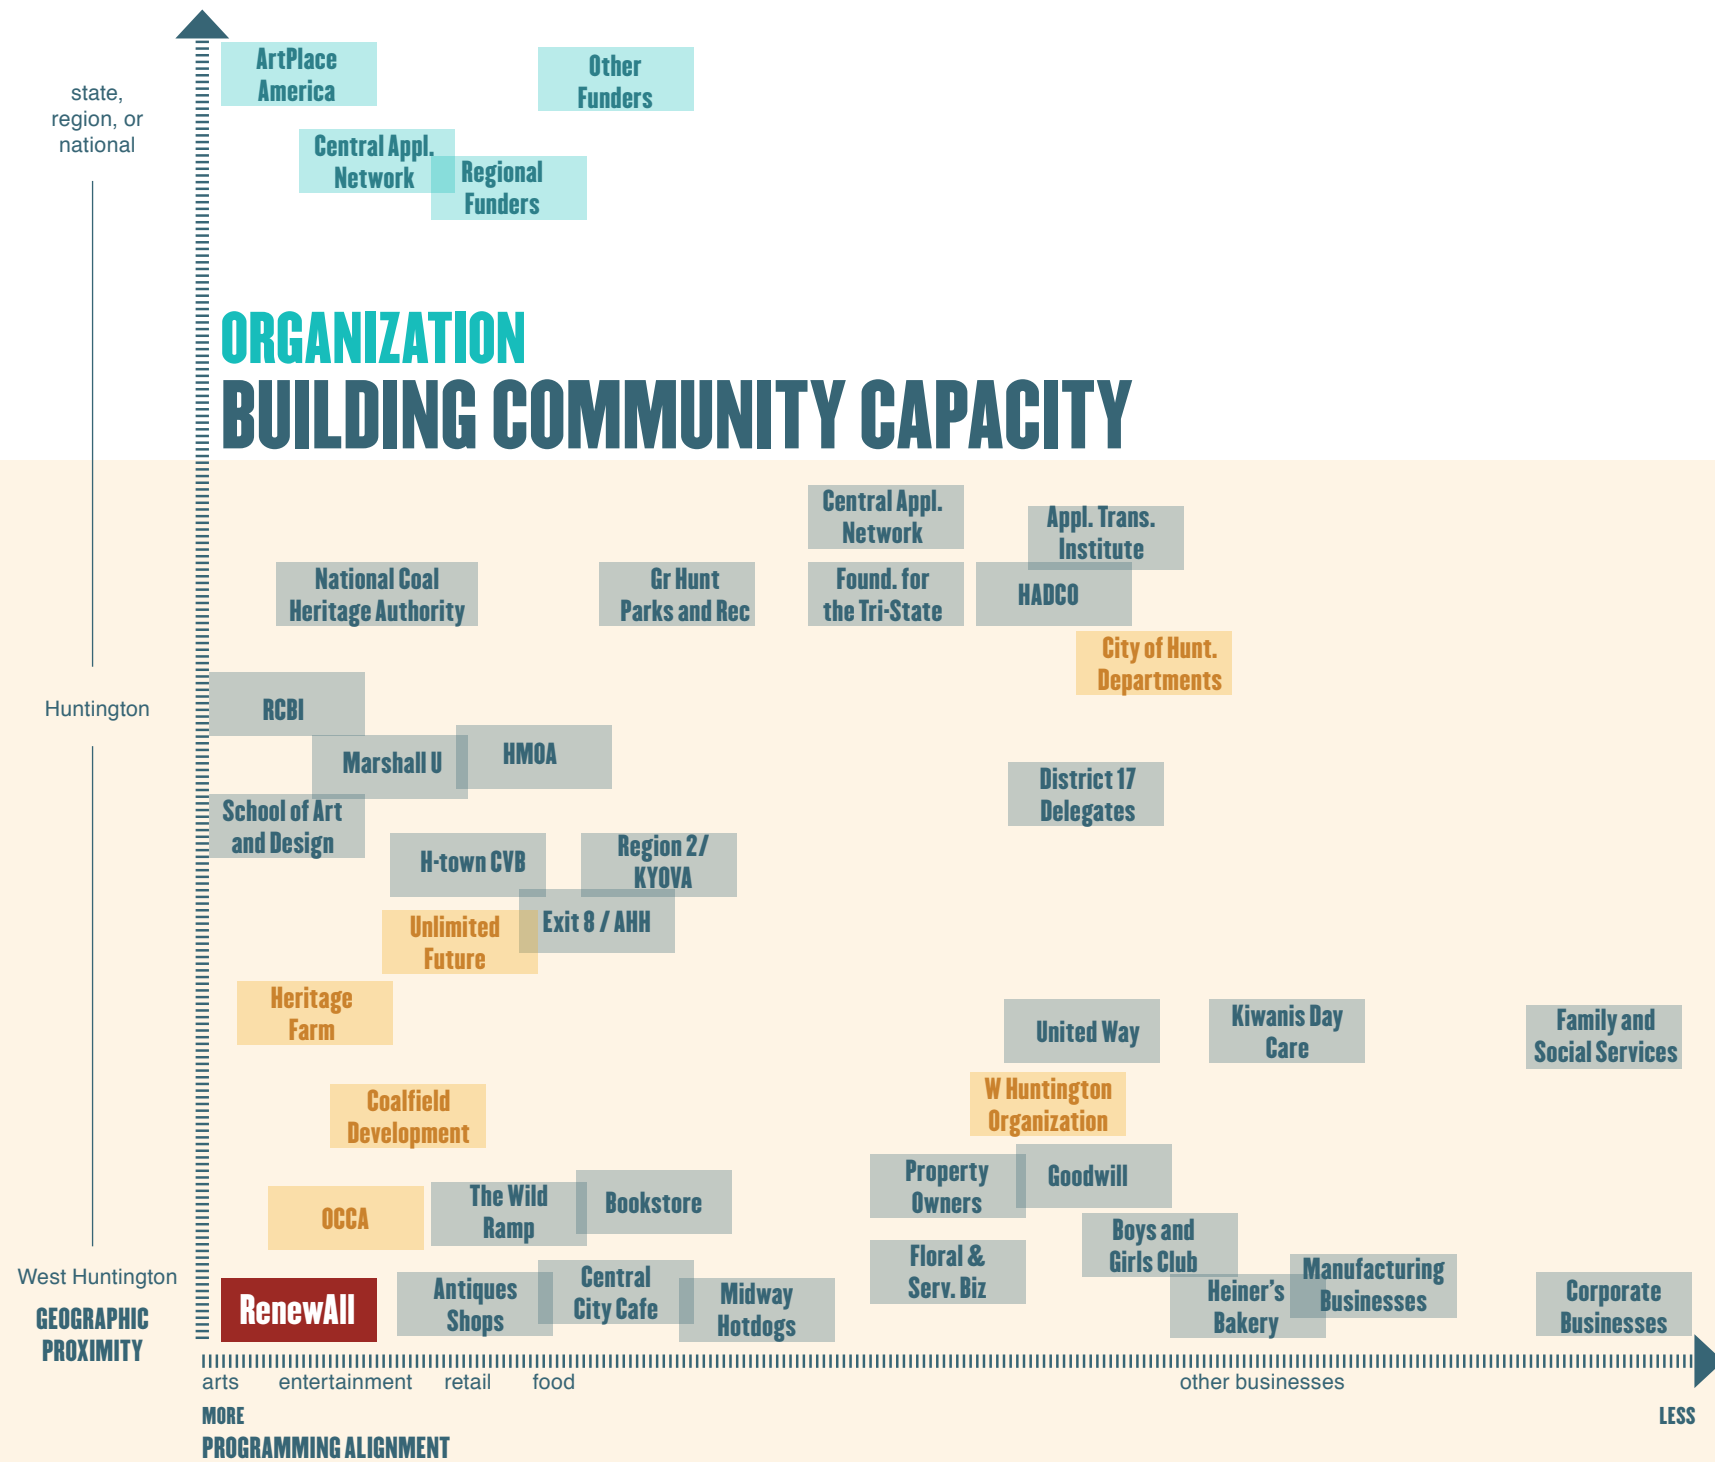 ArtPlace
America
Other
Funders
state,
region, or
national
Central Appl.
Network
Regional
Funders
ORGANIZATION
BUILDING COMMUNITY CAPACITY
Central Appl.
Network
Appl. Trans.
Institute
National Coal
Heritage Authority
Gr Hunt
Parks and Rec
Found. for
the Tri-State
HADCO
City of Hunt.
Departments
Huntington
RCBI
Marshall U
HMOA
District 17
Delegates
School of Art
and Design
H-town CVB
Region 2/
KYOVA
Unlimited
Future
Exit 8 / AHH
Heritage
Farm
United Way
Kiwanis Day
Care
Family and
Social Services
Coalfield
Development
W Huntington
Organization
Property
Owners
Goodwill
OCCA
The Wild
Ramp
Bookstore
Boys and
Girls Club
Floral &
Serv. Biz
West Huntington
GEOGRAPHIC
PROXIMITY
RenewAll
Antiques
Shops
Central
City Cafe
Midway
Hotdogs
Heiner's
Bakery
Manufacturing
Businesses
Corporate
Businesses
arts entertainment retail food other businesses
MORE LESS
PROGRAMMING ALIGNMENT